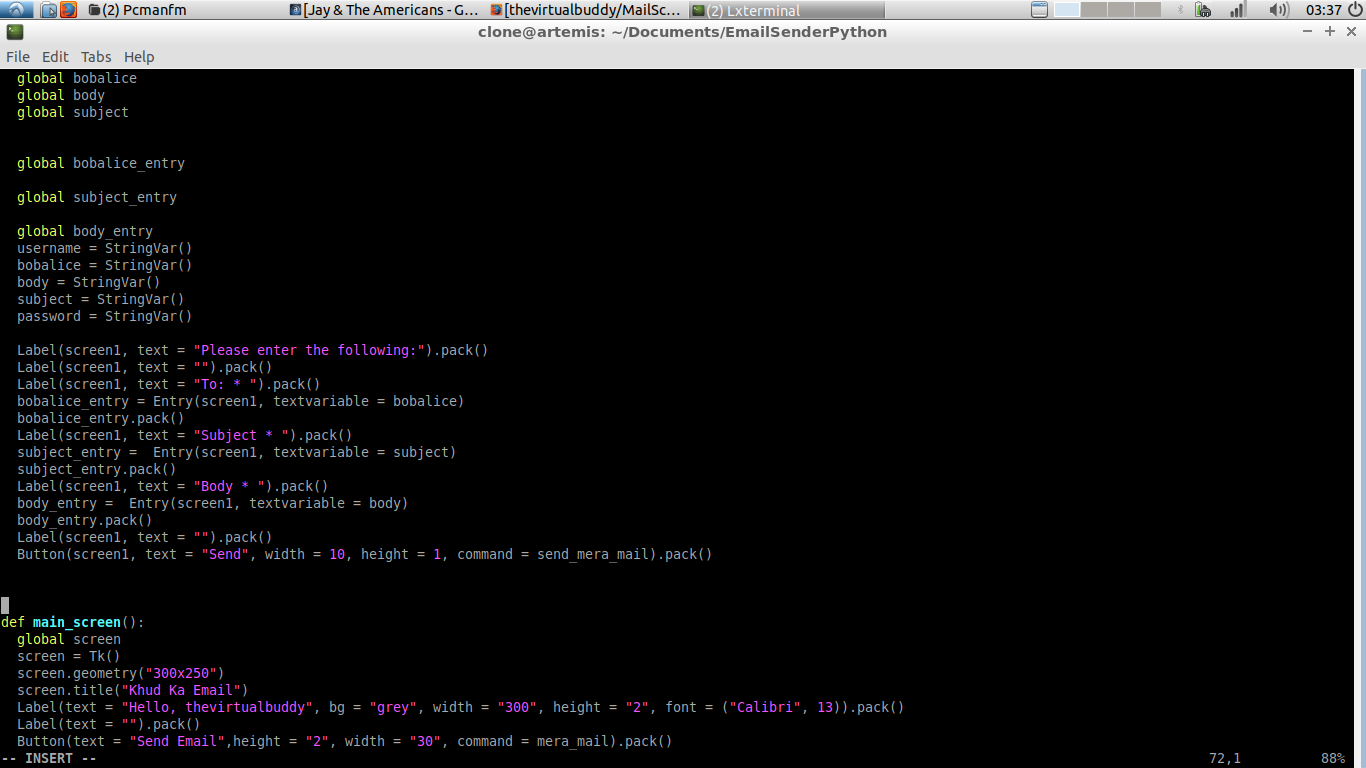 (2) Pcmanfm
[Jay & The Americans - G...
[thevirtualbuddy/MailSc...
(2) Lxterminal
03:37
clone@artemis: ~/Documents/EmailSenderPython
File Edit Tabs Help
global bobalice
global body
global subject
global bobalice_entry
global subject_entry
global body_entry
username = StringVar()
bobalice = StringVar()
body = StringVar()
subject = StringVar()
password = StringVar()
Label(screen1, text = "Please enter the following:").pack()
Label(screen1, text = "").pack()
Label(screen1, text = "To: * ").pack()
bobalice_entry = Entry(screen1, textvariable = bobalice)
bobalice_entry.pack()
Label(screen1, text = "Subject * ").pack()
subject_entry =  Entry(screen1, textvariable = subject)
subject_entry.pack()
Label(screen1, text = "Body * ").pack()
body_entry =  Entry(screen1, textvariable = body)
body_entry.pack()
Label(screen1, text = "").pack()
Button(screen1, text = "Send", width = 10, height = 1, command = send_mera_mail).pack()
def main_screen():
global screen
screen = Tk()
screen.geometry("300x250")
screen.title("Khud Ka Email")
Label(text = "Hello, thevirtualbuddy", bg = "grey", width = "300", height = "2", font = ("Calibri", 13)).pack()
Label(text = "").pack()
Button(text = "Send Email",height = "2", width = "30", command = mera_mail).pack()
-- INSERT -- 72,1 88%